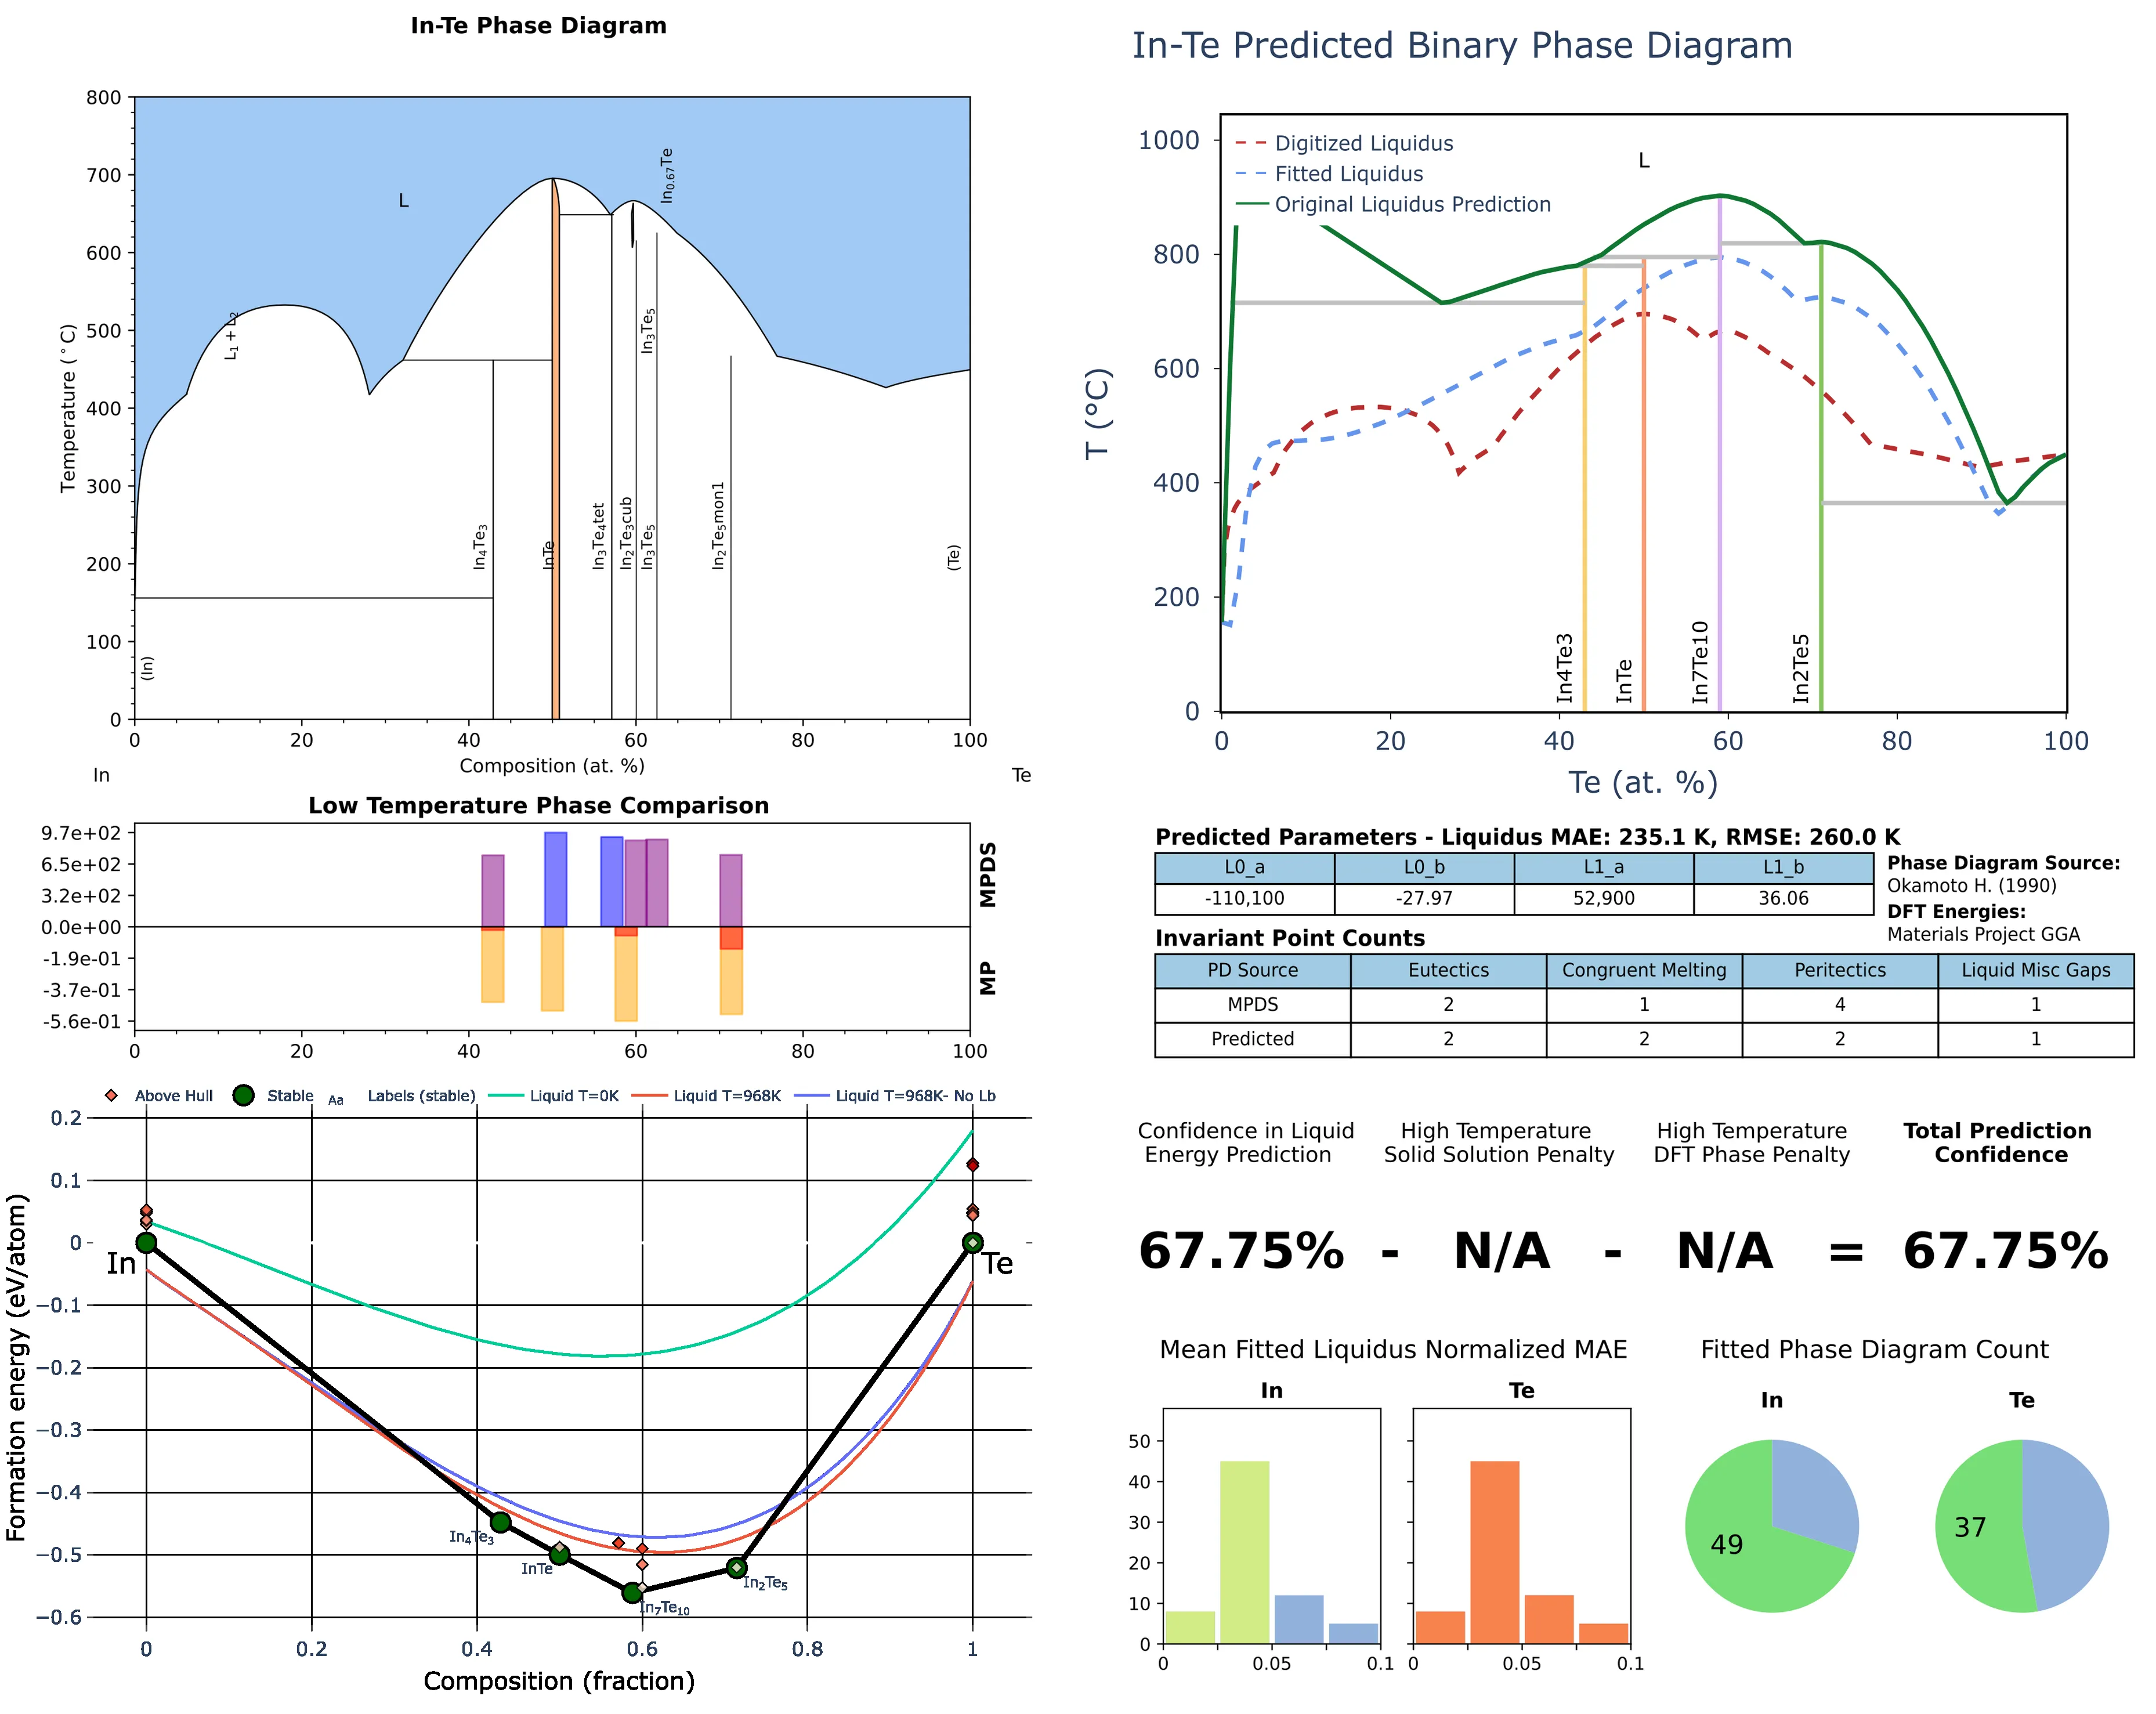 In-Te Phase Diagram
800
700
600
500
400
300
200
100
0
Temperature (°C)
L
L1 + L2
In0.67Te
In3Te5
In4Te3
InTe
In3Te4tet
In2Te3cub
In3Te5
In2Te5mon1
(Te)
(In)
0 20 40 60 80 100
Composition (at. %)
In Te
Low Temperature Phase Comparison
9.7e+02
6.5e+02
3.2e+02
0.0e+00
-1.9e-01
-3.7e-01
-5.6e-01
MPDS
MP
0 20 40 60 80 100
Above Hull Stable Aa Labels (stable) Liquid T=0K Liquid T=968K Liquid T=968K- No Lb
0.2
0.1
0
−0.1
−0.2
−0.3
−0.4
−0.5
−0.6
Formation energy (eV/atom)
In
Te
In4Te3
InTe
In7Te10
In2Te5
0 0.2 0.4 0.6 0.8 1
Composition (fraction)
In-Te Predicted Binary Phase Diagram
1000
800
600
400
200
0
T (°C)
Digitized Liquidus
Fitted Liquidus
Original Liquidus Prediction
L
In4Te3
InTe
In7Te10
In2Te5
0 20 40 60 80 100
Te (at. %)
Predicted Parameters - Liquidus MAE: 235.1 K, RMSE: 260.0 K
L0_a L0_b L1_a L1_b
-110,100 -27.97 52,900 36.06
Phase Diagram Source:
Okamoto H. (1990)
DFT Energies:
Materials Project GGA
Invariant Point Counts
PD Source Eutectics Congruent Melting Peritectics Liquid Misc Gaps
MPDS 2 1 4 1
Predicted 2 2 2 1
Confidence in Liquid
Energy Prediction
High Temperature
Solid Solution Penalty
High Temperature
DFT Phase Penalty
Total Prediction
Confidence
67.75% - N/A - N/A = 67.75%
Mean Fitted Liquidus Normalized MAE
In Te
50
40
30
20
10
0
0 0.05 0.1
0 0.05 0.1
Fitted Phase Diagram Count
In Te
49 37